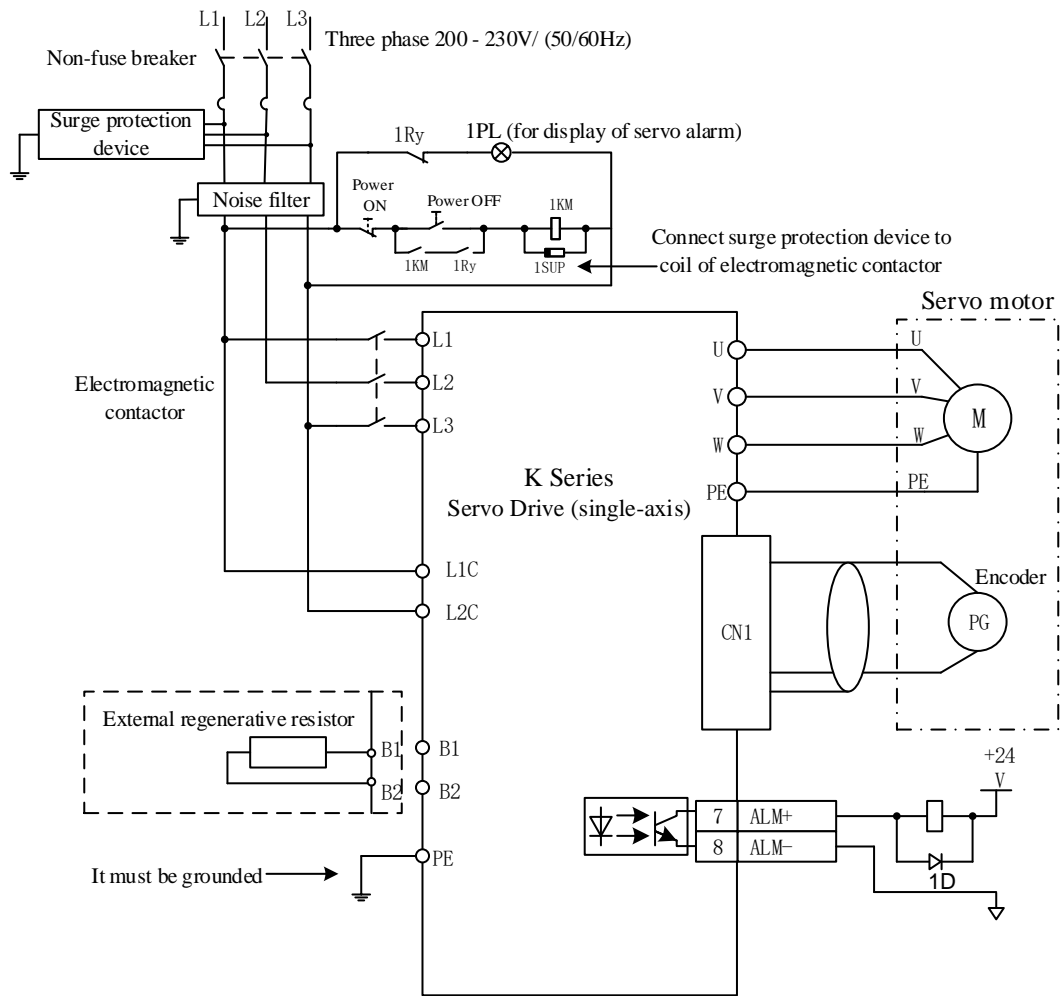 L1 L2 L3
Three phase 200 - 230V/ (50/60Hz)
Non-fuse breaker
Surge protection
device
1Ry
1PL (for display of servo alarm)
Noise filter
Power
ON
Power OFF
1KM
1KM
1Ry
1SUP
Connect surge protection device to
coil of electromagnetic contactor
Servo motor
L1
L2
L3
Electromagnetic
contactor
U
V
W
PE
U
V
W
PE
M
K Series
Servo Drive (single-axis)
L1C
L2C
CN1
Encoder
PG
External regenerative resistor
B1
B2
B1
B2
PE
It must be grounded
7 ALM+
8 ALM-
+24
V
1D